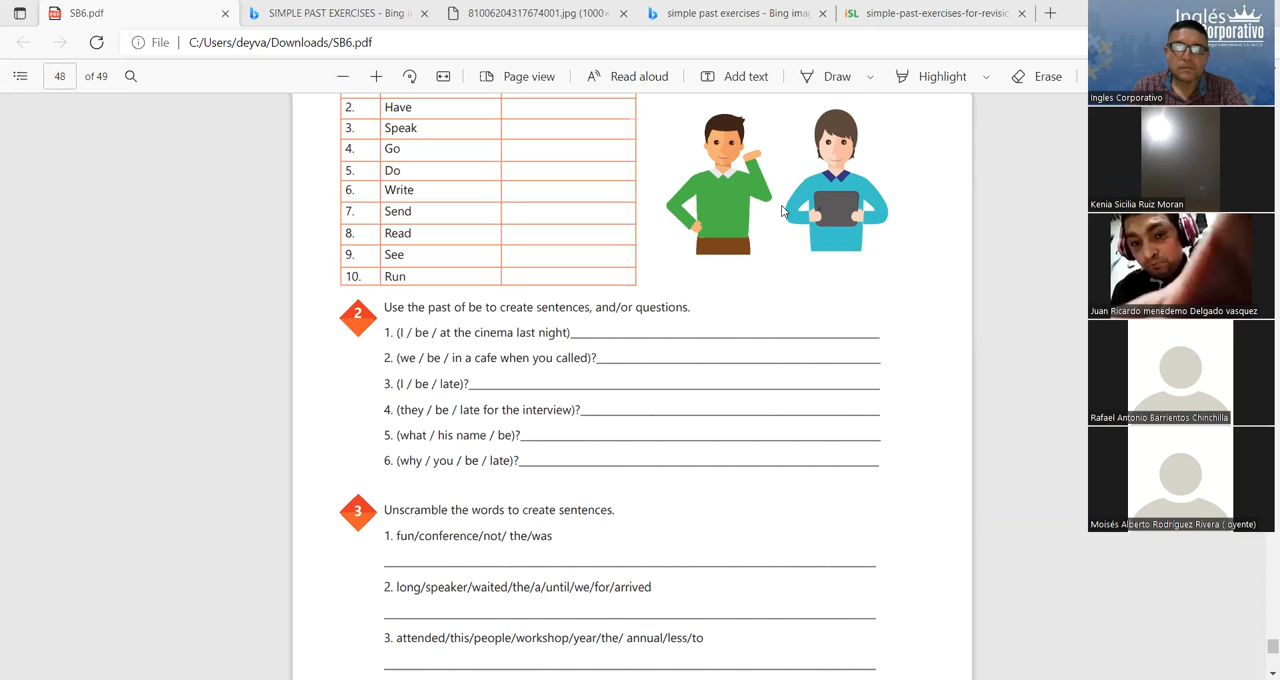 SB6.pdf
SIMPLE PAST EXERCISES - Bing i
81006204317674001.jpg (1000×
simple past exercises - Bing ima
iSL simple-past-exercises-for-revisio
File C:/Users/deyva/Downloads/SB6.pdf
48 of 49
Page view
Read aloud
Add text
Draw
Highlight
Erase
2. Have
3. Speak
4. Go
5. Do
6. Write
7. Send
8. Read
9. See
10. Run
2 Use the past of be to create sentences, and/or questions.
1. (I / be / at the cinema last night)
2. (we / be / in a cafe when you called)?
3. (I / be / late)?
4. (they / be / late for the interview)?
5. (what / his name / be)?
6. (why / you / be / late)?
3 Unscramble the words to create sentences.
1. fun/conference/not/ the/was
2. long/speaker/waited/the/a/until/we/for/arrived
3. attended/this/people/workshop/year/the/ annual/less/to
Inglés
Corporativo
Ingles Corporativo
Kenia Sicilia Ruiz Moran
Juan Ricardo menedemo Delgado vasquez
Rafael Antonio Barrientos Chinchilla
Moisés Alberto Rodríguez Rivera ( oyente)